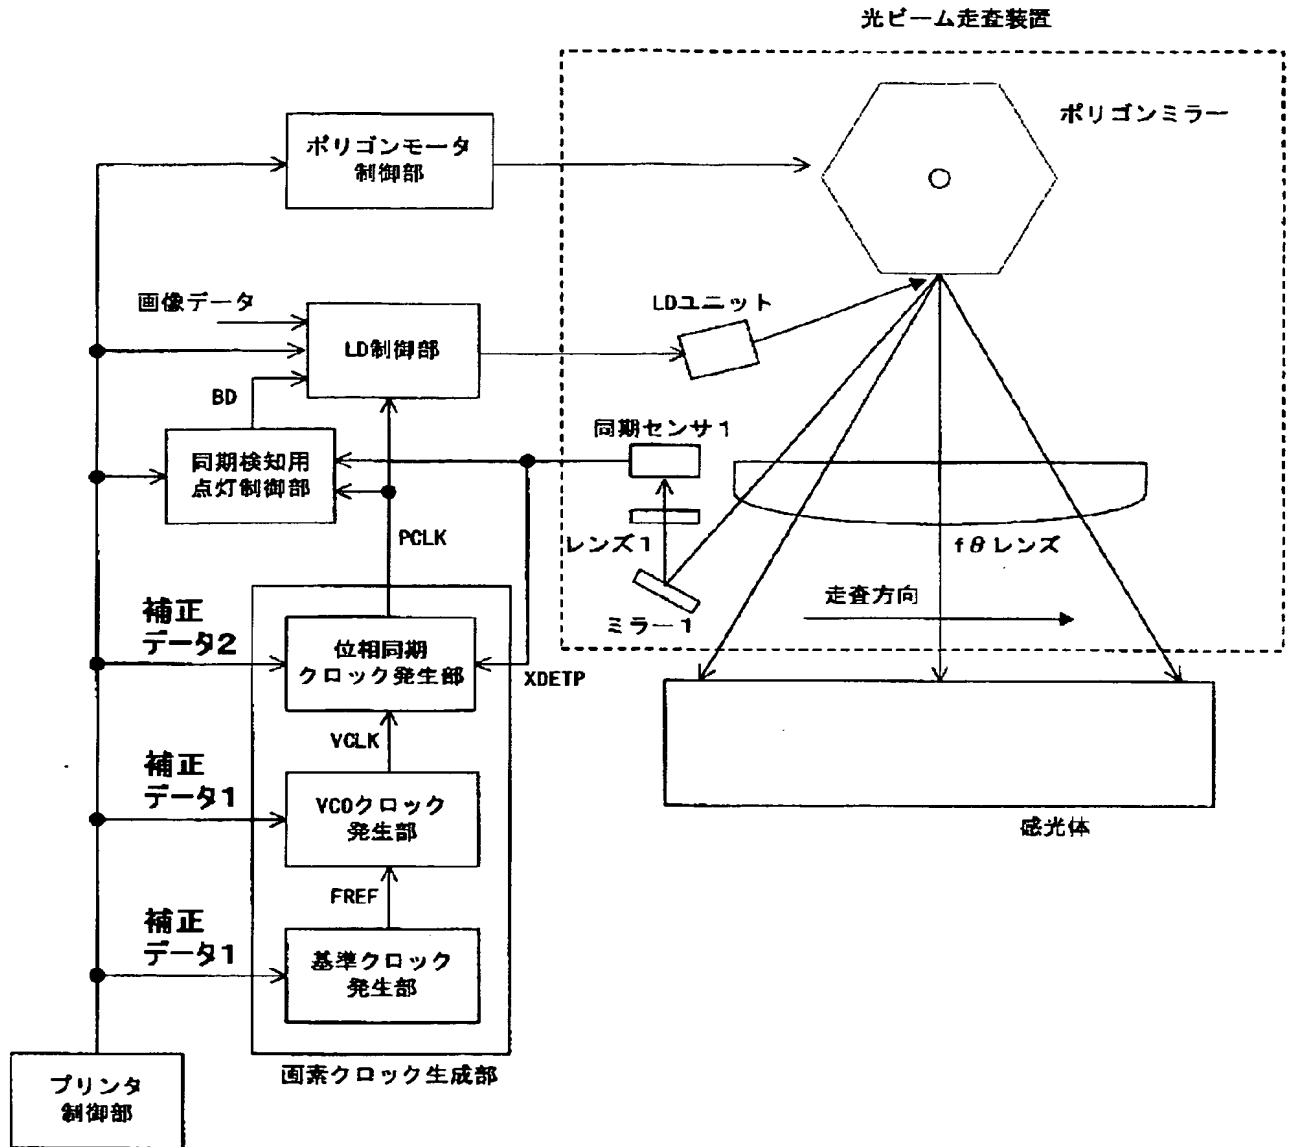 光ビーム走査装置
ポリゴンミラー
ポリゴンモータ
制御部
画像データ
LD制御部
LDユニット
BD
同期センサ1
同期検知用
点灯制御部
PCLK
レンズ1
fθレンズ
走査方向
ミラー1
補正
データ2
位相同期
クロック発生部
XDETP
VCLK
補正
データ1
VCOクロック
発生部
感光体
FREF
補正
データ1
基準クロック
発生部
画素クロック生成部
プリンタ
制御部